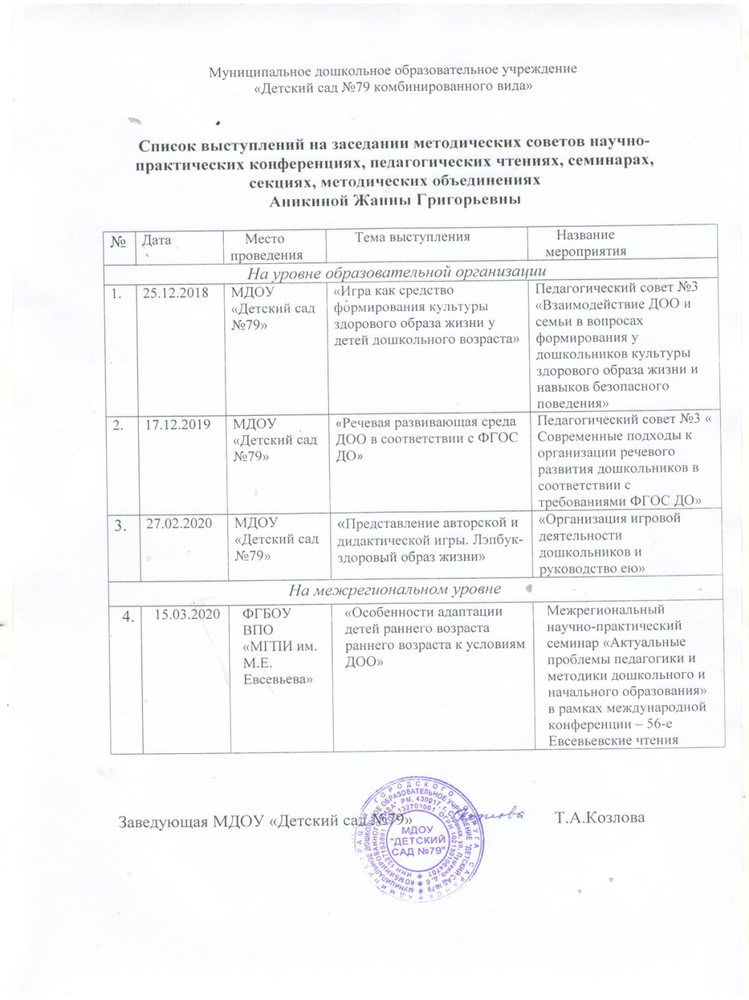 Муниципальное дошкольное образовательное учреждение
«Детский сад №79 комбинированного вида»
Список выступлений на заседании методических советов научно-
практических конференциях, педагогических чтениях, семинарах,
секциях, методических объединениях
Аникиной Жанны Григорьевны
№ Дата Место проведения Тема выступления Название мероприятия
На уровне образовательной организации
1. 25.12.2018
МДОУ
«Детский сад
№79»
«Игра как средство
формирования культуры
здорового образа жизни у
детей дошкольного возраста»
Педагогический совет №3
«Взаимодействие ДОО и
семьи в вопросах
формирования у
дошкольников культуры
здорового образа жизни и
навыков безопасного
поведения»
2. 17.12.2019
МДОУ
«Детский сад
№79»
«Речевая развивающая среда
ДОО в соответствии с ФГОС
ДО»
Педагогический совет №3 «
Современные подходы к
организации речевого
развития дошкольников в
соответствии с
требованиями ФГОС ДО»
3. 27.02.2020
МДОУ
«Детский сад
№79»
«Представление авторской и
дидактической игры. Лэпбук-
здоровый образ жизни»
«Организация игровой
деятельности
дошкольников и
руководство ею»
На межрегиональном уровне
4. 15.03.2020
ФГБОУ
ВПО
«МГПИ им.
М.Е.
Евсевьева»
«Особенности адаптации
детей раннего возраста
раннего возраста к условиям
ДОО»
Межрегиональный
научно-практический
семинар «Актуальные
проблемы педагогики и
методики дошкольного и
начального образования»
в рамках международной
конференции – 56-е
Евсевьевские чтения
Заведующая МДОУ «Детский сад №79» Т.А.Козлова
МДОУ
"ДЕТСКИЙ
САД №79"